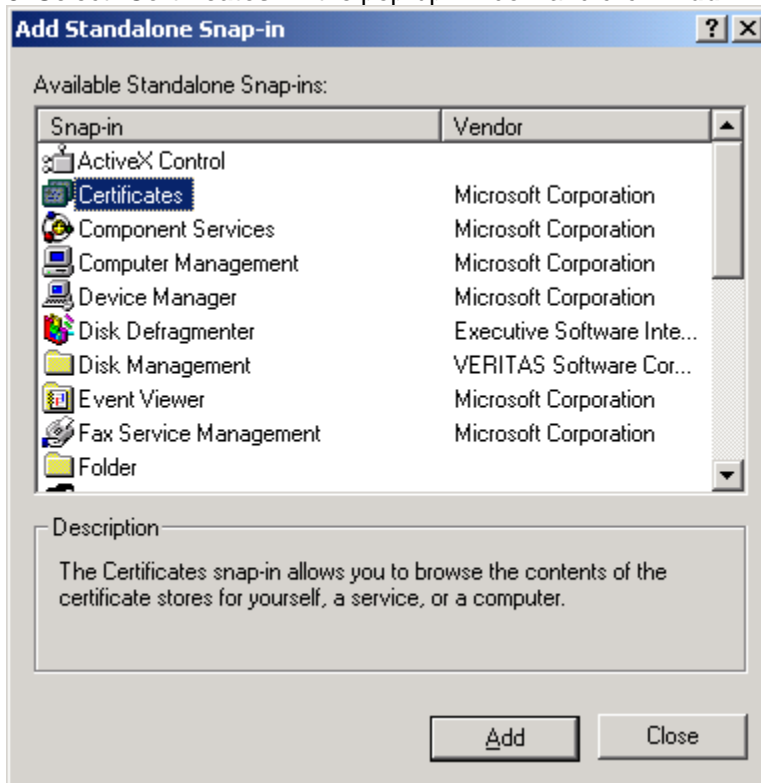 Add Standalone Snap-in
Available Standalone Snap-ins:
Snap-in Vendor
ActiveX Control
Certificates Microsoft Corporation
Component Services Microsoft Corporation
Computer Management Microsoft Corporation
Device Manager Microsoft Corporation
Disk Defragmenter Executive Software Inte...
Disk Management VERITAS Software Cor...
Event Viewer Microsoft Corporation
Fax Service Management Microsoft Corporation
Folder
Description
The Certificates snap-in allows you to browse the contents of the
certificate stores for yourself, a service, or a computer.
Add Close